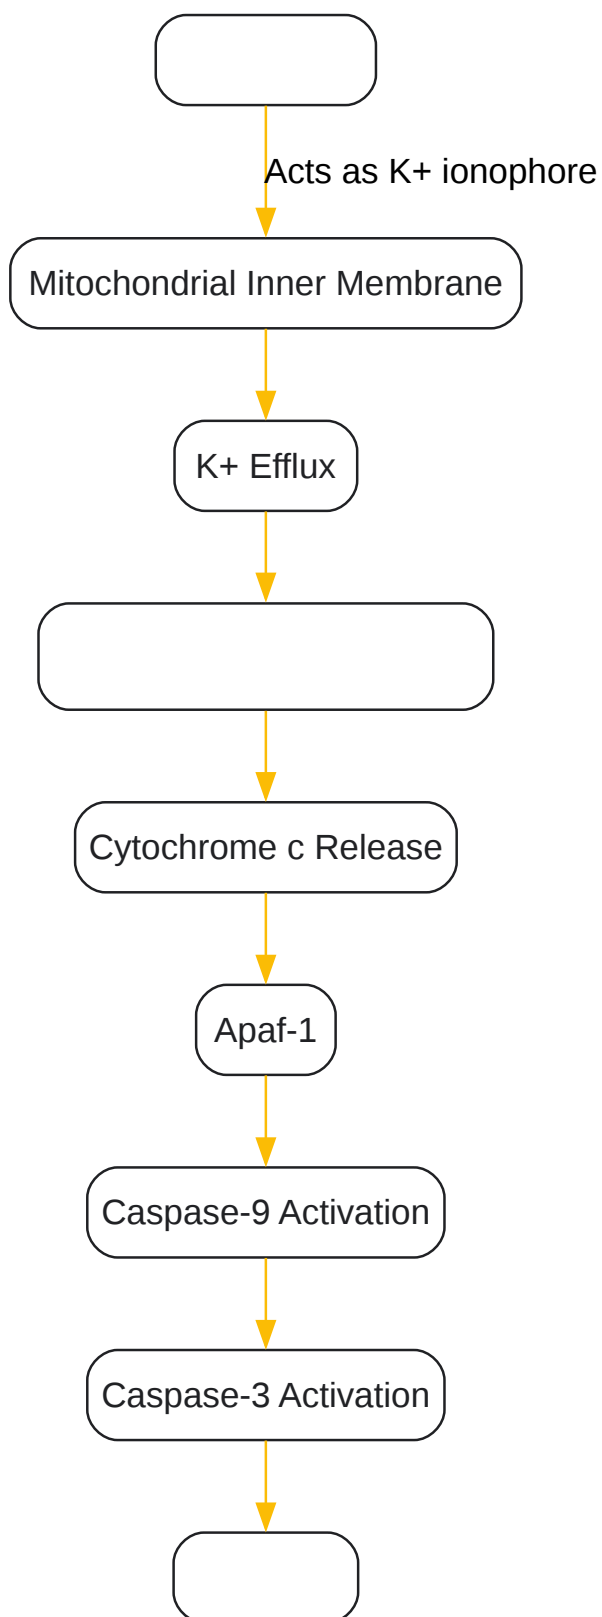 Acts as K+ ionophore
Mitochondrial Inner Membrane
K+ Efflux
Cytochrome c Release
Apaf-1
Caspase-9 Activation
Caspase-3 Activation